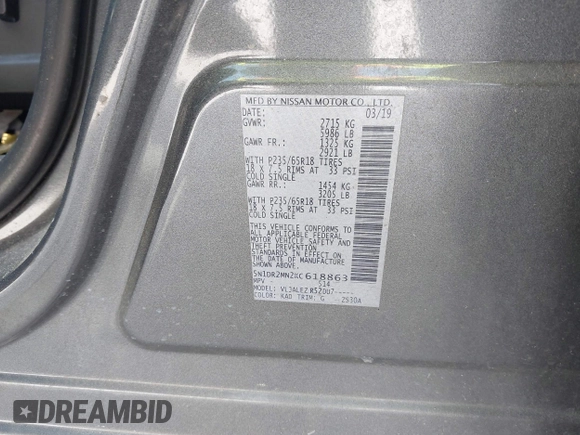 MFD BY NISSAN MOTOR CO., LTD.
DATE: 03/19
GVWR: 2715 KG
5986 LB
GAWR FR.: 1325 KG
2921 LB
WITH P235/65R18 TIRES
18 X 7.5 RIMS AT 33 PSI
COLD SINGLE
GAWR RR.: 1454 KG
3205 LB
WITH P235/65R18 TIRES
18 X 7.5 RIMS AT 33 PSI
COLD SINGLE
THIS VEHICLE CONFORMS TO
ALL APPLICABLE FEDERAL
MOTOR VEHICLE SAFETY AND
THEFT PREVENTION
STANDARDS IN EFFECT ON
THE DATE OF MANUFACTURE
SHOWN ABOVE.
5N1DR2MN2KC618863
MPV - 514
MODEL:
COLOR: KAD TRIM: G 2930A
DREAMBID